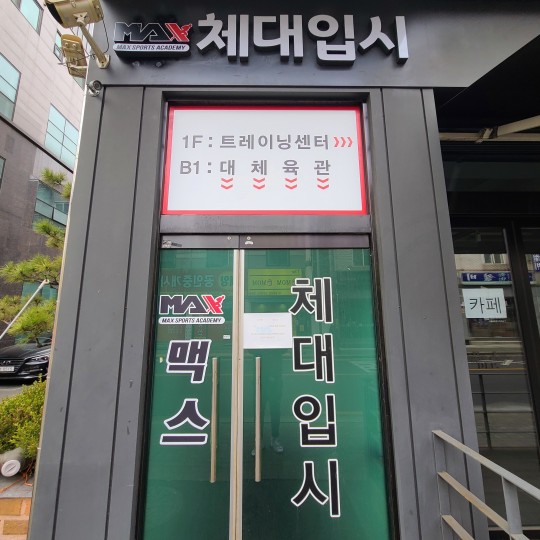 MAX
MAX SPORTS ACADEMY
체대입시
1F : 트레이닝센터 >>>
B1 : 대체육관
MAX
MAX SPORTS ACADEMY
맥스
체대입시
카페